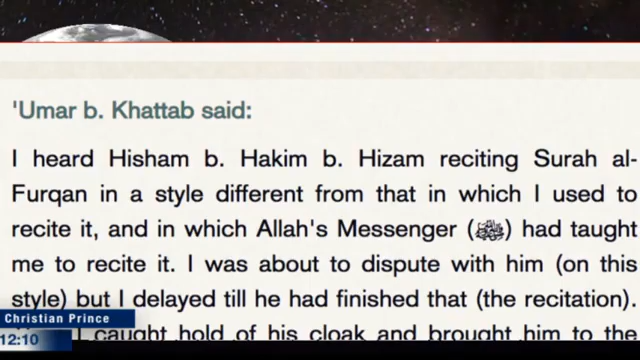 'Umar b. Khattab said:
I heard Hisham b. Hakim b. Hizam reciting Surah al-
Furqan in a style different from that in which I used to
recite it, and in which Allah's Messenger (ﷺ) had taught
me to recite it. I was about to dispute with him (on this
style) but I delayed till he had finished that (the recitation).
I caught hold of his cloak and brought him to the
Christian Prince
12:10